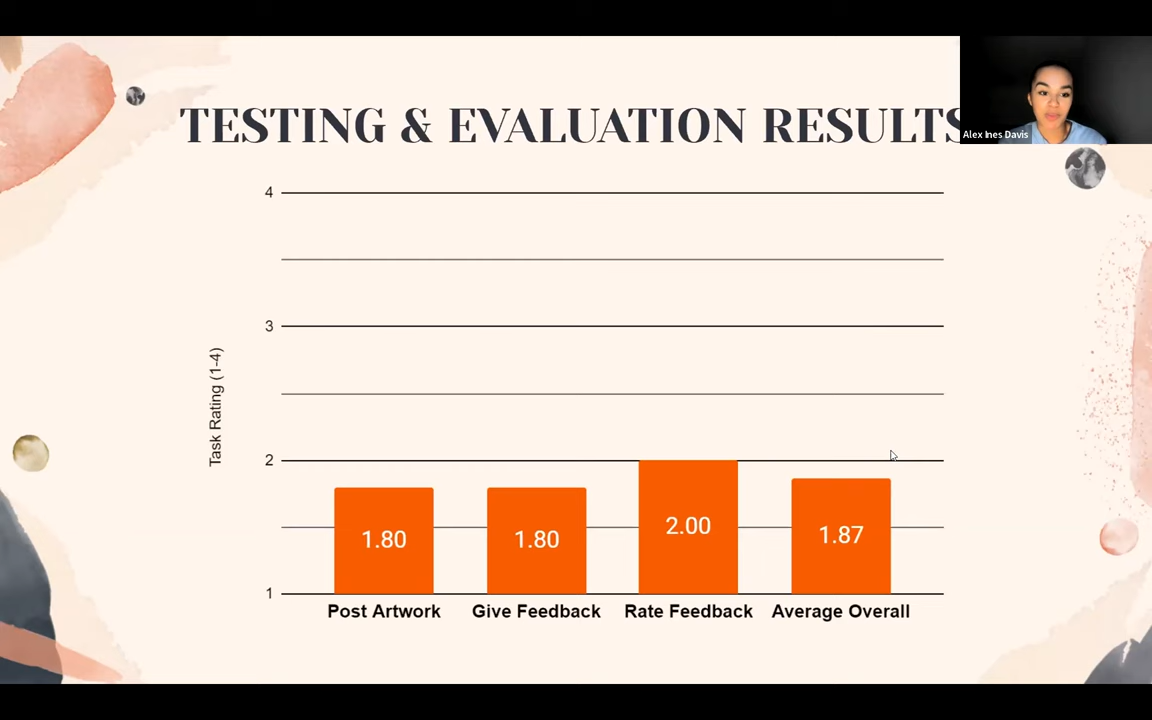 TESTING & EVALUATION RESULTS
Alex Ines Davis
4
3
Task Rating (1-4)
2
1.80
1.80
2.00
1.87
1
Post Artwork
Give Feedback
Rate Feedback
Average Overall